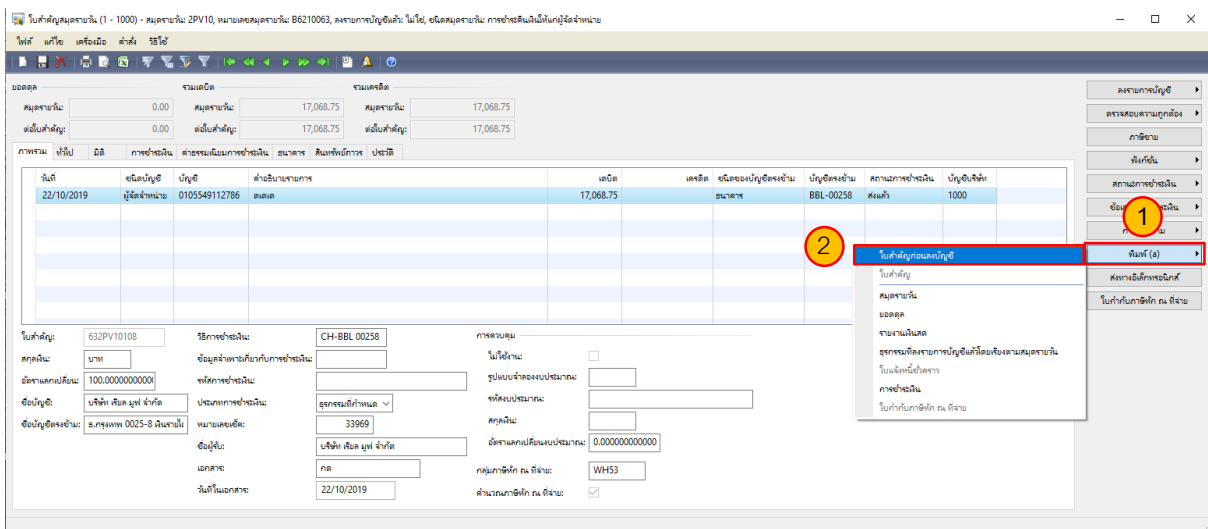 ใบสำคัญสมุดรายวัน (1 - 1000) - สมุดรายวัน: 2PV10, หมายเลขสมุดรายวัน: B6210063, ลงรายการบัญชีแล้ว: ไม่ใช่, ชนิดสมุดรายวัน: การชำระคืนเงินให้แก่ผู้จัดจำหน่าย
ไฟล์ แก้ไข เครื่องมือ คำสั่ง วิธีใช้
ยอดดุล รวมเดบิต รวมเครดิต
สมุดรายวัน: 0.00 สมุดรายวัน: 17,068.75 สมุดรายวัน: 17,068.75
ต่อใบสำคัญ: 0.00 ต่อใบสำคัญ: 17,068.75 ต่อใบสำคัญ: 17,068.75
ภาพรวม ทั่วไป มิติ การชำระเงิน ค่าธรรมเนียมการชำระเงิน ธนาคาร สินทรัพย์ถาวร ประวัติ
วันที่ ชนิดบัญชี บัญชี คำอธิบายรายการ เดบิต เครดิต ชนิดของบัญชีตรงข้าม บัญชีตรงข้าม สถานะการชำระเงิน บัญชีบริษัท
22/10/2019 ผู้จัดจำหน่าย 0105549112786 ดเดเด 17,068.75 ธนาคาร BBL-00258 ส่งแล้ว 1000
ลงรายการบัญชี
ตรวจสอบความถูกต้อง
ภาษีขาย
ฟังก์ชั่น
สถานะการชำระเงิน
1
พิมพ์ (a)
ส่งทางอิเล็กทรอนิกส์
ใบกำกับภาษีหัก ณ ที่จ่าย
2
ใบสำคัญก่อนลงบัญชี
ใบสำคัญ
สมุดรายวัน
ยอดดุล
รายงานเงินสด
ธุรกรรมที่ลงรายการบัญชีแล้วโดยเรียงตามสมุดรายวัน
ใบแจ้งหนี้ชั่วคราว
การชำระเงิน
ใบกำกับภาษีหัก ณ ที่จ่าย
ใบสำคัญ: 632PV10108 วิธีการชำระเงิน: CH-BBL 00258 การควบคุม
สกุลเงิน: บาท ข้อมูลจำเพาะเกี่ยวกับการชำระเงิน: ไม่ใช้งาน:
อัตราแลกเปลี่ยน: 100.0000000000 รหัสการชำระเงิน: รูปแบบจำลองงบประมาณ:
ชื่อบัญชี: บริษัท เรียล มูฟ จำกัด ประเภทการชำระเงิน: ธุรกรรมที่กำหนด รหัสงบประมาณ:
ชื่อบัญชีตรงข้าม: ธ.กรุงเทพ 0025-8 เงินรายได้ หมายเลขเช็ค: 33969 สกุลเงิน:
ชื่อผู้รับ: บริษัท เรียล มูฟ จำกัด อัตราแลกเปลี่ยนงบประมาณ: 0.000000000000
เอกสาร: กด กลุ่มภาษีหัก ณ ที่จ่าย: WH53
วันที่ในเอกสาร: 22/10/2019 คำนวณภาษีหัก ณ ที่จ่าย: